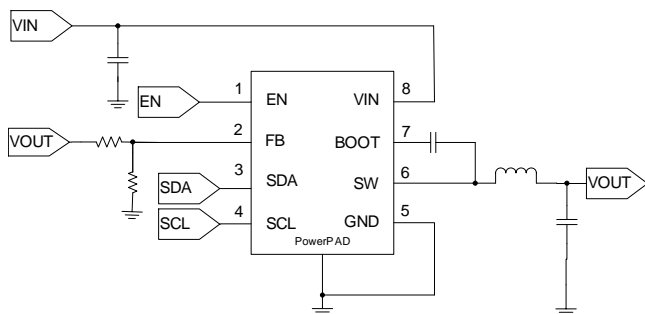 VIN
1
8
EN
EN
VIN
2
7
VOUT
FB
BOOT
3
6
SDA
SDA
SW
VOUT
4
5
SCL
SCL
GND
PowerPAD